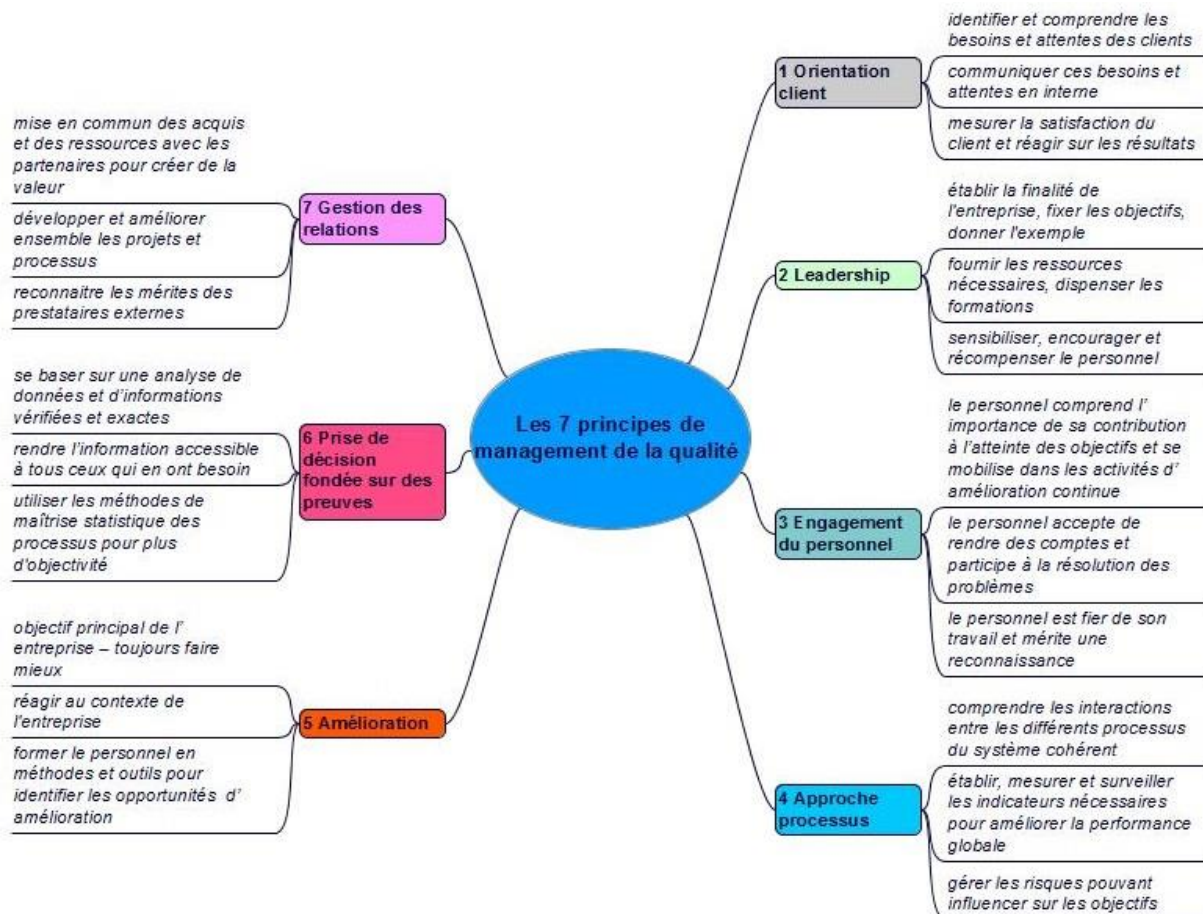 Les 7 principes de
management de la qualité
1 Orientation
client
identifier et comprendre les
besoins et attentes des clients
communiquer ces besoins et
attentes en interne
mesurer la satisfaction du
client et réagir sur les résultats
2 Leadership
établir la finalité de
l'entreprise, fixer les objectifs,
donner l'exemple
fournir les ressources
nécessaires, dispenser les
formations
sensibiliser, encourager et
récompenser le personnel
3 Engagement
du personnel
le personnel comprend l’
importance de sa contribution
à l’atteinte des objectifs et se
mobilise dans les activités d’
amélioration continue
le personnel accepte de
rendre des comptes et
participe à la résolution des
problèmes
le personnel est fier de son
travail et mérite une
reconnaissance
4 Approche
processus
comprendre les interactions
entre les différents processus
du système cohérent
établir, mesurer et surveiller
les indicateurs nécessaires
pour améliorer la performance
globale
gérer les risques pouvant
influencer sur les objectifs
5 Amélioration
objectif principal de l’
entreprise – toujours faire
mieux
réagir au contexte de
l'entreprise
former le personnel en
méthodes et outils pour
identifier les opportunités d’
amélioration
6 Prise de
décision
fondée sur des
preuves
se baser sur une analyse de
données et d’informations
vérifiées et exactes
rendre l’information accessible
à tous ceux qui en ont besoin
utiliser les méthodes de
maîtrise statistique des
processus pour plus
d'objectivité
7 Gestion des
relations
mise en commun des acquis
et des ressources avec les
partenaires pour créer de la
valeur
développer et améliorer
ensemble les projets et
processus
reconnaitre les mérites des
prestataires externes